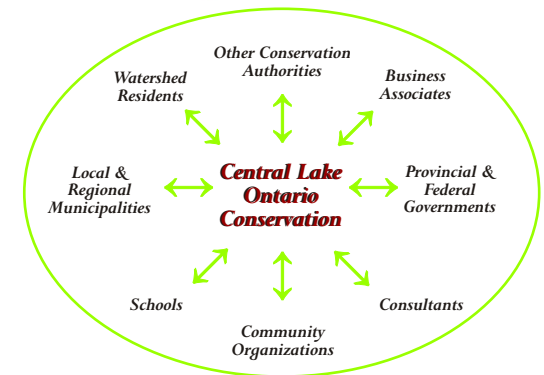 Other Conservation
Authorities
Watershed
Residents
Business
Associates
Local &
Regional
Municipalities
Central Lake
Ontario
Conservation
Provincial &
Federal
Governments
Schools
Consultants
Community
Organizations